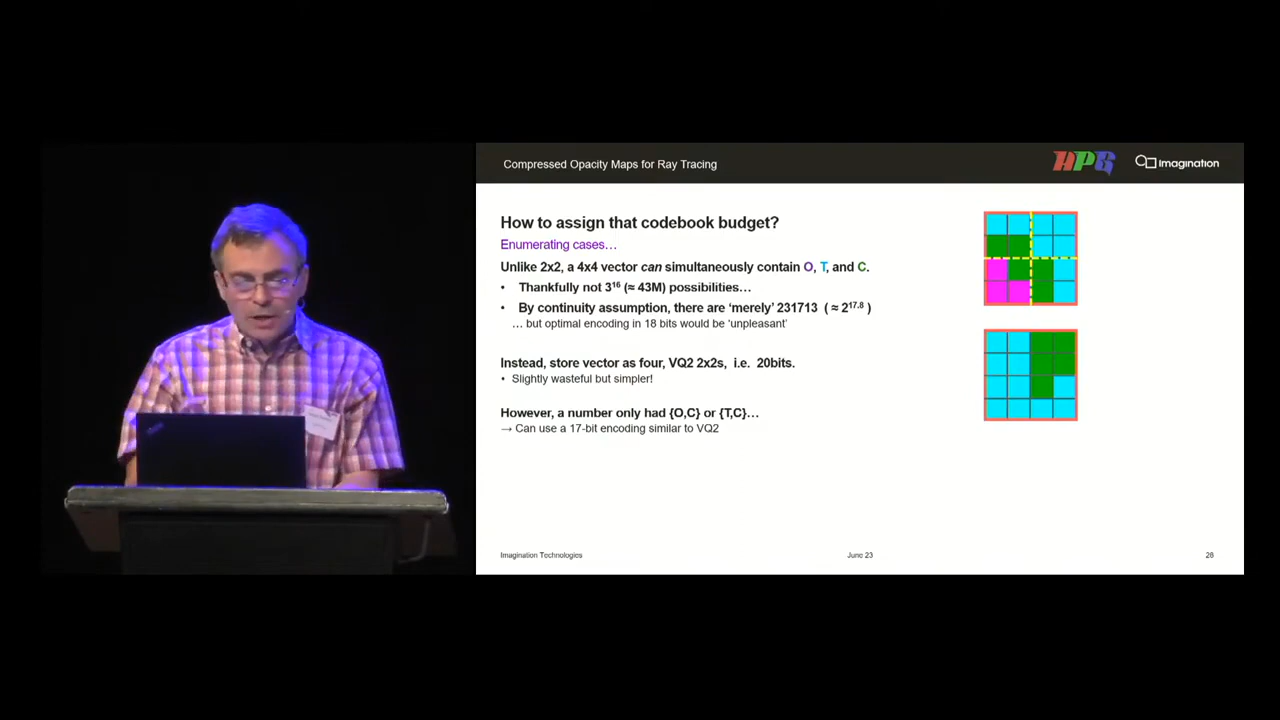 Compressed Opacity Maps for Ray Tracing
HPG
Imagination
How to assign that codebook budget?
Enumerating cases…
Unlike 2x2, a 4x4 vector can simultaneously contain O, T, and C.
• Thankfully not 3¹⁶ (≈ 43M) possibilities…
• By continuity assumption, there are ‘merely’ 231713 ( ≈ 2¹⁷·⁸ )
… but optimal encoding in 18 bits would be ‘unpleasant’
Instead, store vector as four, VQ2 2x2s, i.e. 20bits.
• Slightly wasteful but simpler!
However, a number only had {O,C} or {T,C}…
→ Can use a 17-bit encoding similar to VQ2
Imagination Technologies
June 23
28